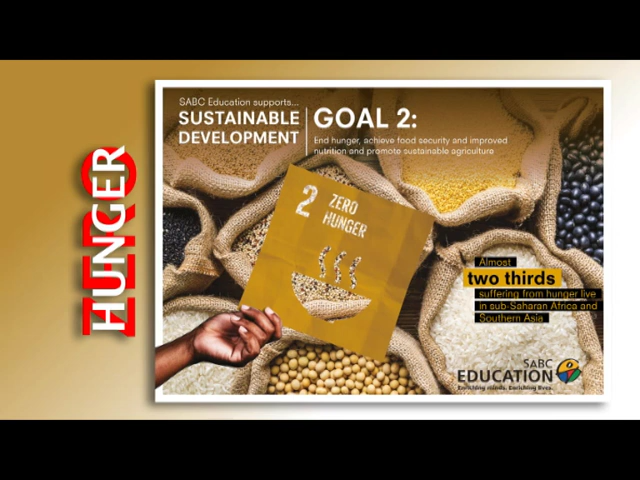 ZERO
HUNGER
SABC Education supports...
SUSTAINABLE
DEVELOPMENT
GOAL 2:
End hunger, achieve food security and improved
nutrition and promote sustainable agriculture
2 ZERO
HUNGER
Almost
two thirds
suffering from hunger live
in sub-Saharan Africa and
Southern Asia
SABC
EDUCATION
Enriching minds. Enriching lives.